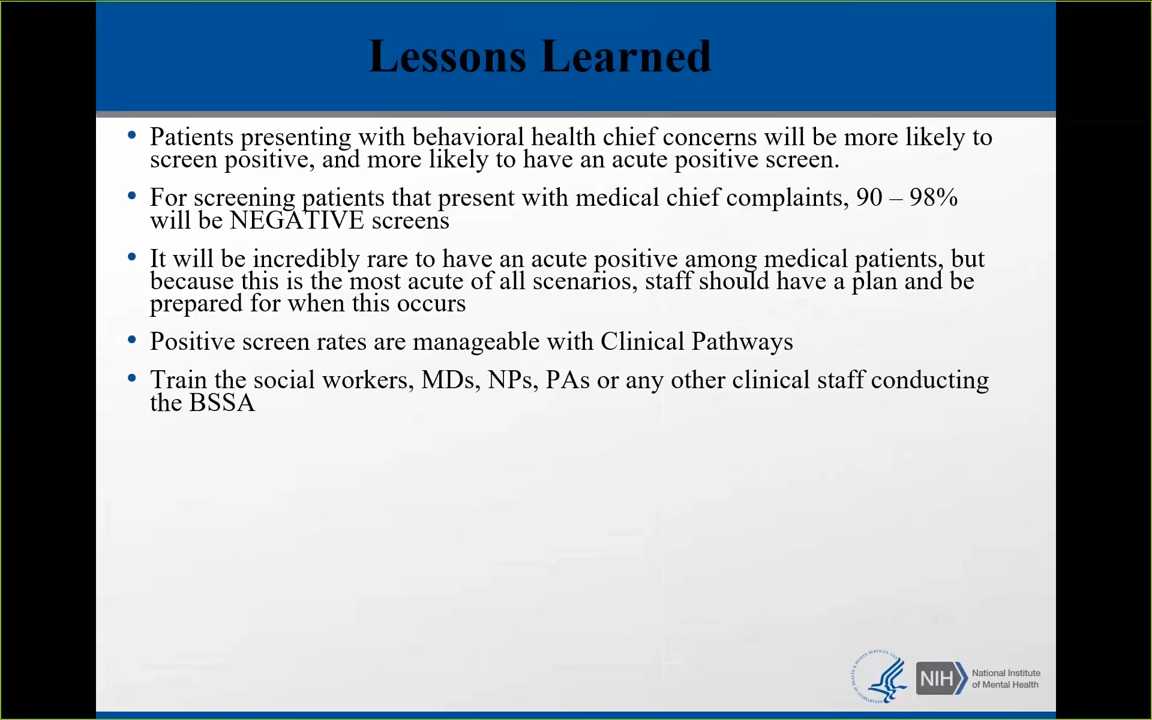 Lessons Learned
• Patients presenting with behavioral health chief concerns will be more likely to
screen positive, and more likely to have an acute positive screen.
• For screening patients that present with medical chief complaints, 90 – 98%
will be NEGATIVE screens
• It will be incredibly rare to have an acute positive among medical patients, but
because this is the most acute of all scenarios, staff should have a plan and be
prepared for when this occurs
• Positive screen rates are manageable with Clinical Pathways
• Train the social workers, MDs, NPs, PAs or any other clinical staff conducting
the BSSA
NIH
National Institute
of Mental Health